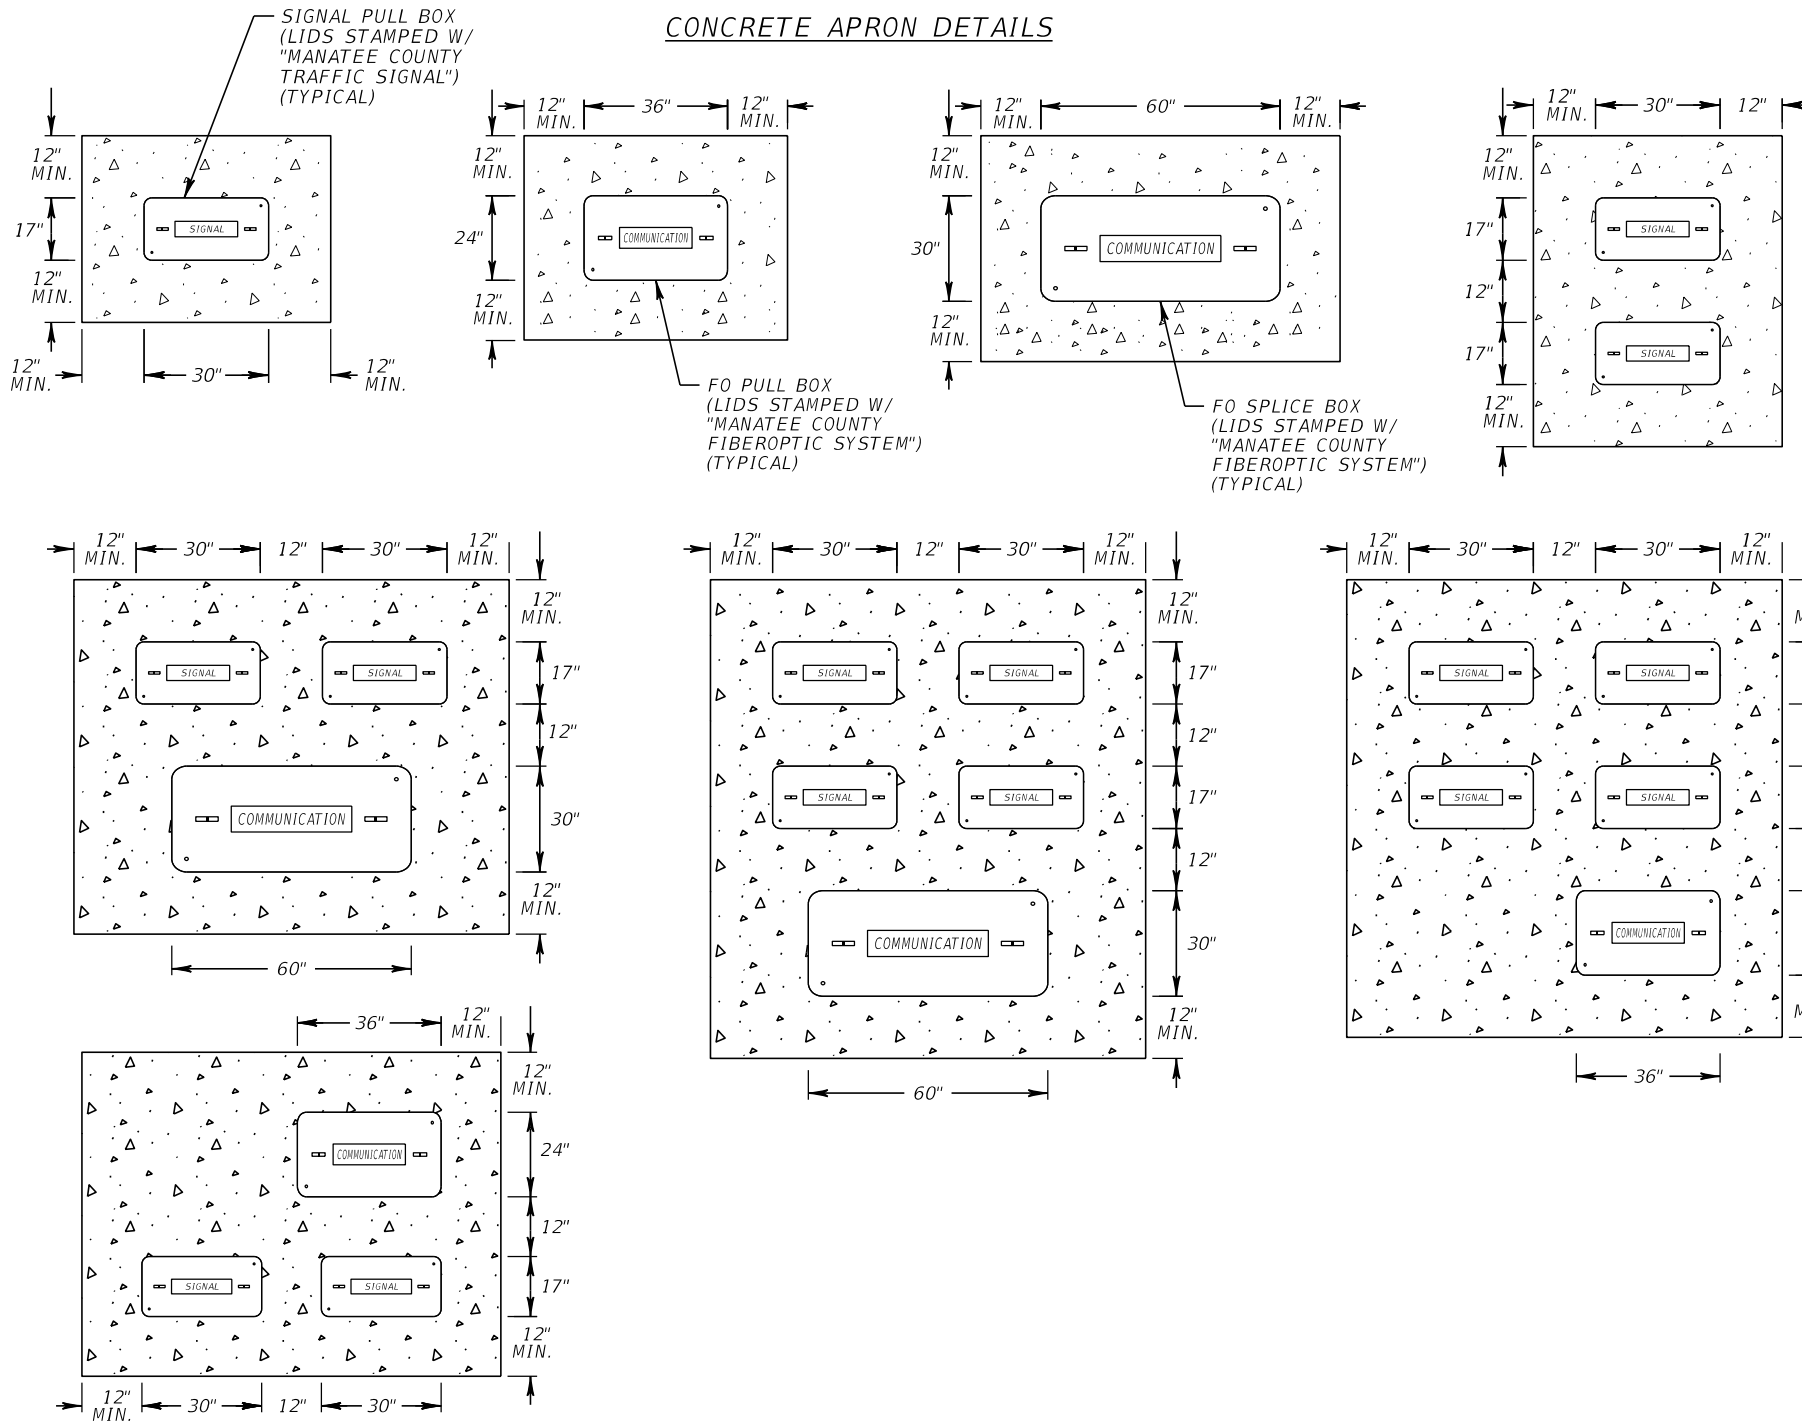 CONCRETE APRON DETAILS
SIGNAL PULL BOX
(LIDS STAMPED W/
"MANATEE COUNTY
TRAFFIC SIGNAL")
(TYPICAL)
12"
MIN.
17"
12"
MIN.
SIGNAL
12"
MIN.
30"
12"
MIN.
12"
MIN.
36"
12"
MIN.
12"
MIN.
24"
12"
MIN.
COMMUNICATION
FO PULL BOX
(LIDS STAMPED W/
"MANATEE COUNTY
FIBEROPTIC SYSTEM")
(TYPICAL)
12"
MIN.
60"
12"
MIN.
12"
MIN.
30"
12"
MIN.
COMMUNICATION
FO SPLICE BOX
(LIDS STAMPED W/
"MANATEE COUNTY
FIBEROPTIC SYSTEM")
(TYPICAL)
12"
MIN.
30"
12"
12"
MIN.
17"
12"
17"
12"
MIN.
SIGNAL
SIGNAL
12"
MIN.
30"
12"
30"
12"
MIN.
12"
MIN.
SIGNAL
SIGNAL
17"
12"
COMMUNICATION
30"
12"
MIN.
60"
12"
MIN.
30"
12"
30"
12"
MIN.
12"
MIN.
SIGNAL
SIGNAL
17"
12"
SIGNAL
SIGNAL
17"
12"
COMMUNICATION
30"
12"
MIN.
60"
12"
MIN.
30"
12"
30"
12"
MIN.
SIGNAL
SIGNAL
SIGNAL
SIGNAL
COMMUNICATION
36"
36"
12"
MIN.
12"
MIN.
COMMUNICATION
24"
12"
SIGNAL
SIGNAL
17"
12"
MIN.
12"
MIN.
30"
12"
30"